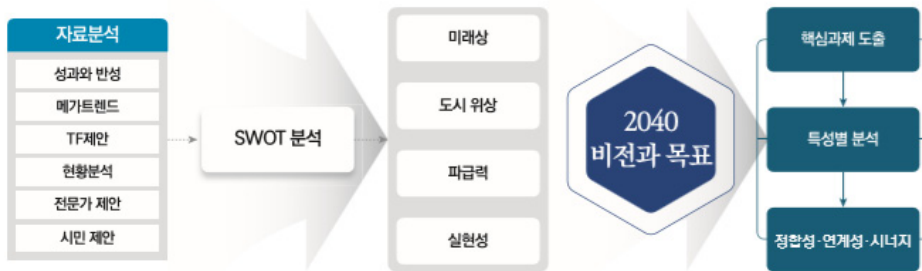 자료분석
성과와 반성
메가트렌드
TF제안
현황분석
전문가 제안
시민 제안
SWOT 분석
미래상
도시 위상
파급력
실현성
2040
비전과 목표
핵심과제 도출
특성별 분석
정합성·연계성·시너지